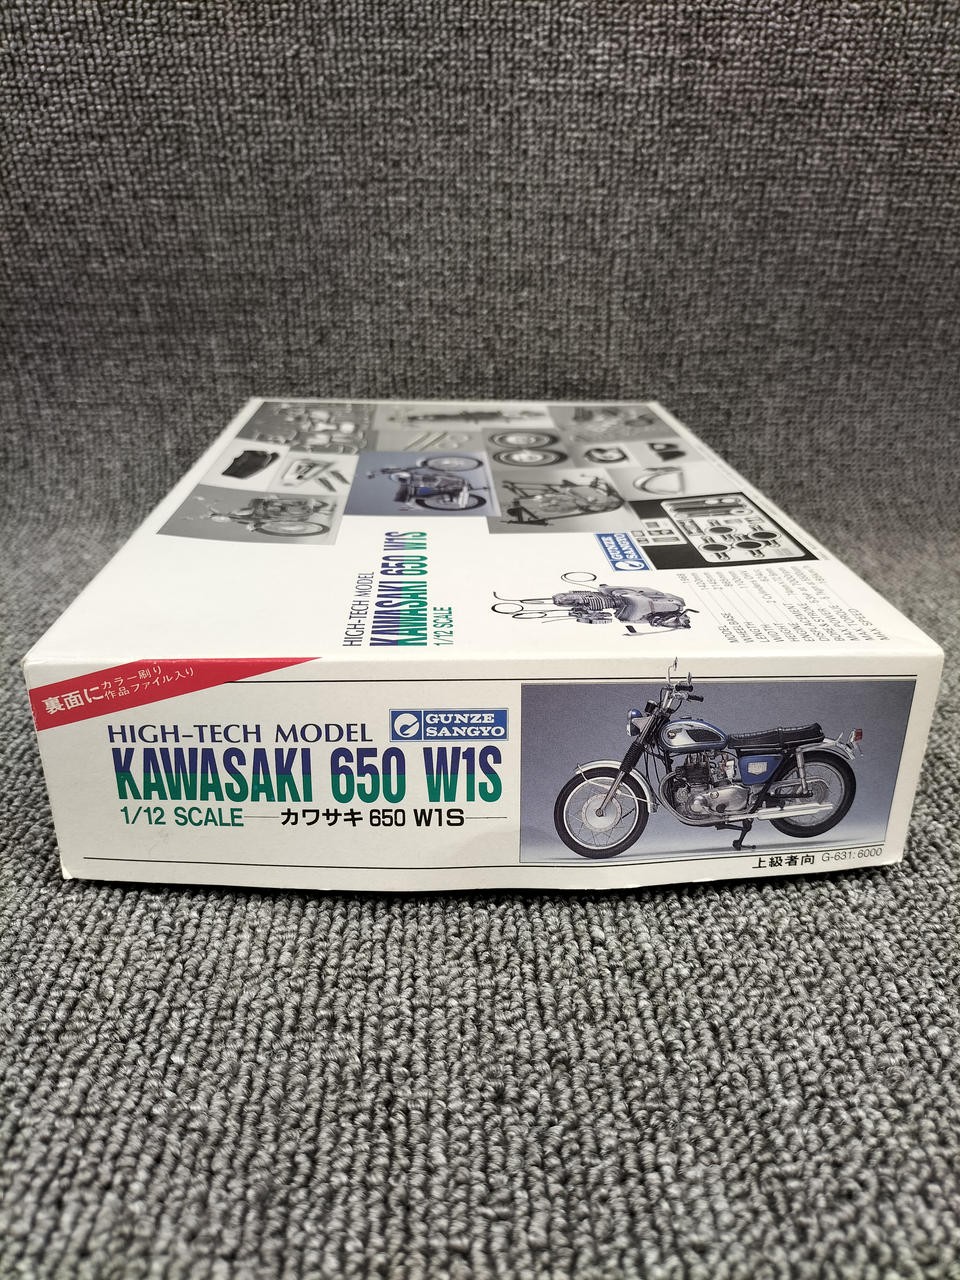 HIGH-TECH MODEL
KAWASAKI 650 W1S
1/12 SCALE
GUNZE
SANGYO
裏面に
カラー刷り
作品ファイル入り
HIGH-TECH MODEL
GUNZE
SANGYO
KAWASAKI 650 W1S
1/12 SCALE
カワサキ 650 W1S
上級者向 G-631:6000